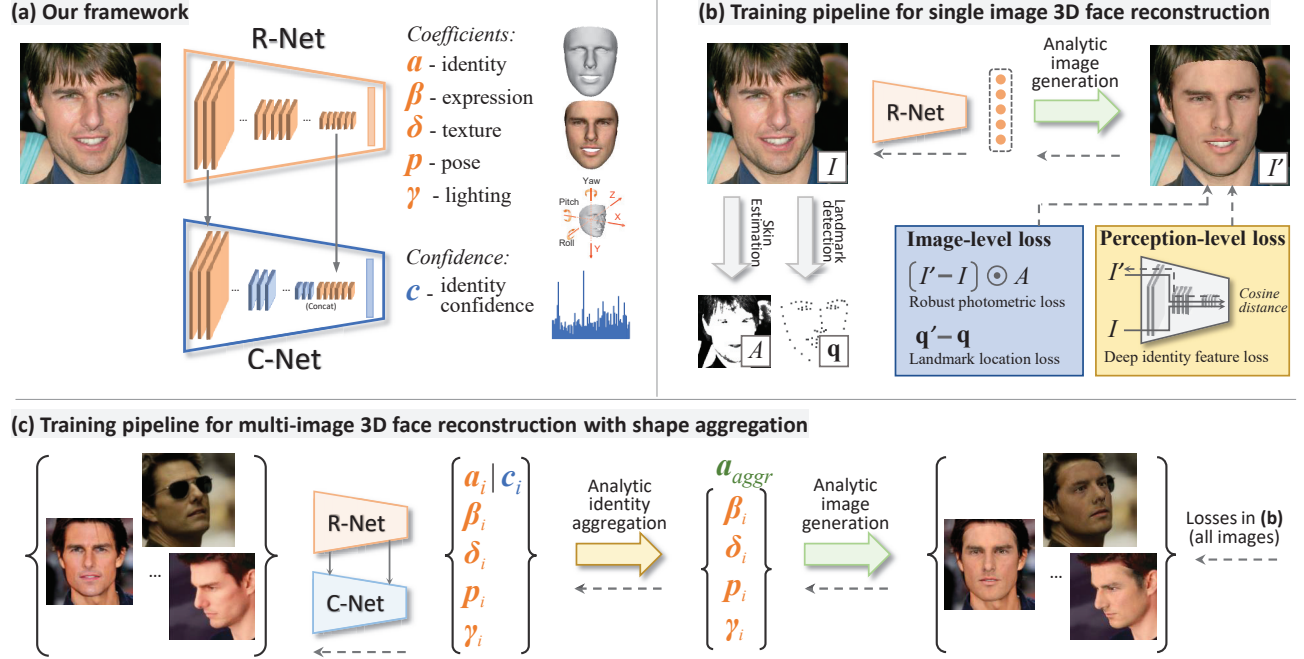 (a) Our framework
R-Net
...
...
Coefficients:
a - identity
β - expression
δ - texture
p - pose
γ - lighting
Yaw
Pitch
Roll
Z
X
Y
...
...
(Concat)
C-Net
Confidence:
c - identity
confidence
(b) Training pipeline for single image 3D face reconstruction
I
R-Net
Analytic
image
generation
I′
Skin
Estimation
Landmark
detection
A
q
Image-level loss
(I′ − I) ⊙ A
Robust photometric loss
q′ − q
Landmark location loss
Perception-level loss
I′
I
Cosine
distance
Deep identity feature loss
(c) Training pipeline for multi-image 3D face reconstruction with shape aggregation
...
R-Net
C-Net
a_i | c_i
β_i
δ_i
p_i
γ_i
Analytic
identity
aggregation
a_aggr
β_i
δ_i
p_i
γ_i
Analytic
image
generation
...
Losses in (b)
(all images)